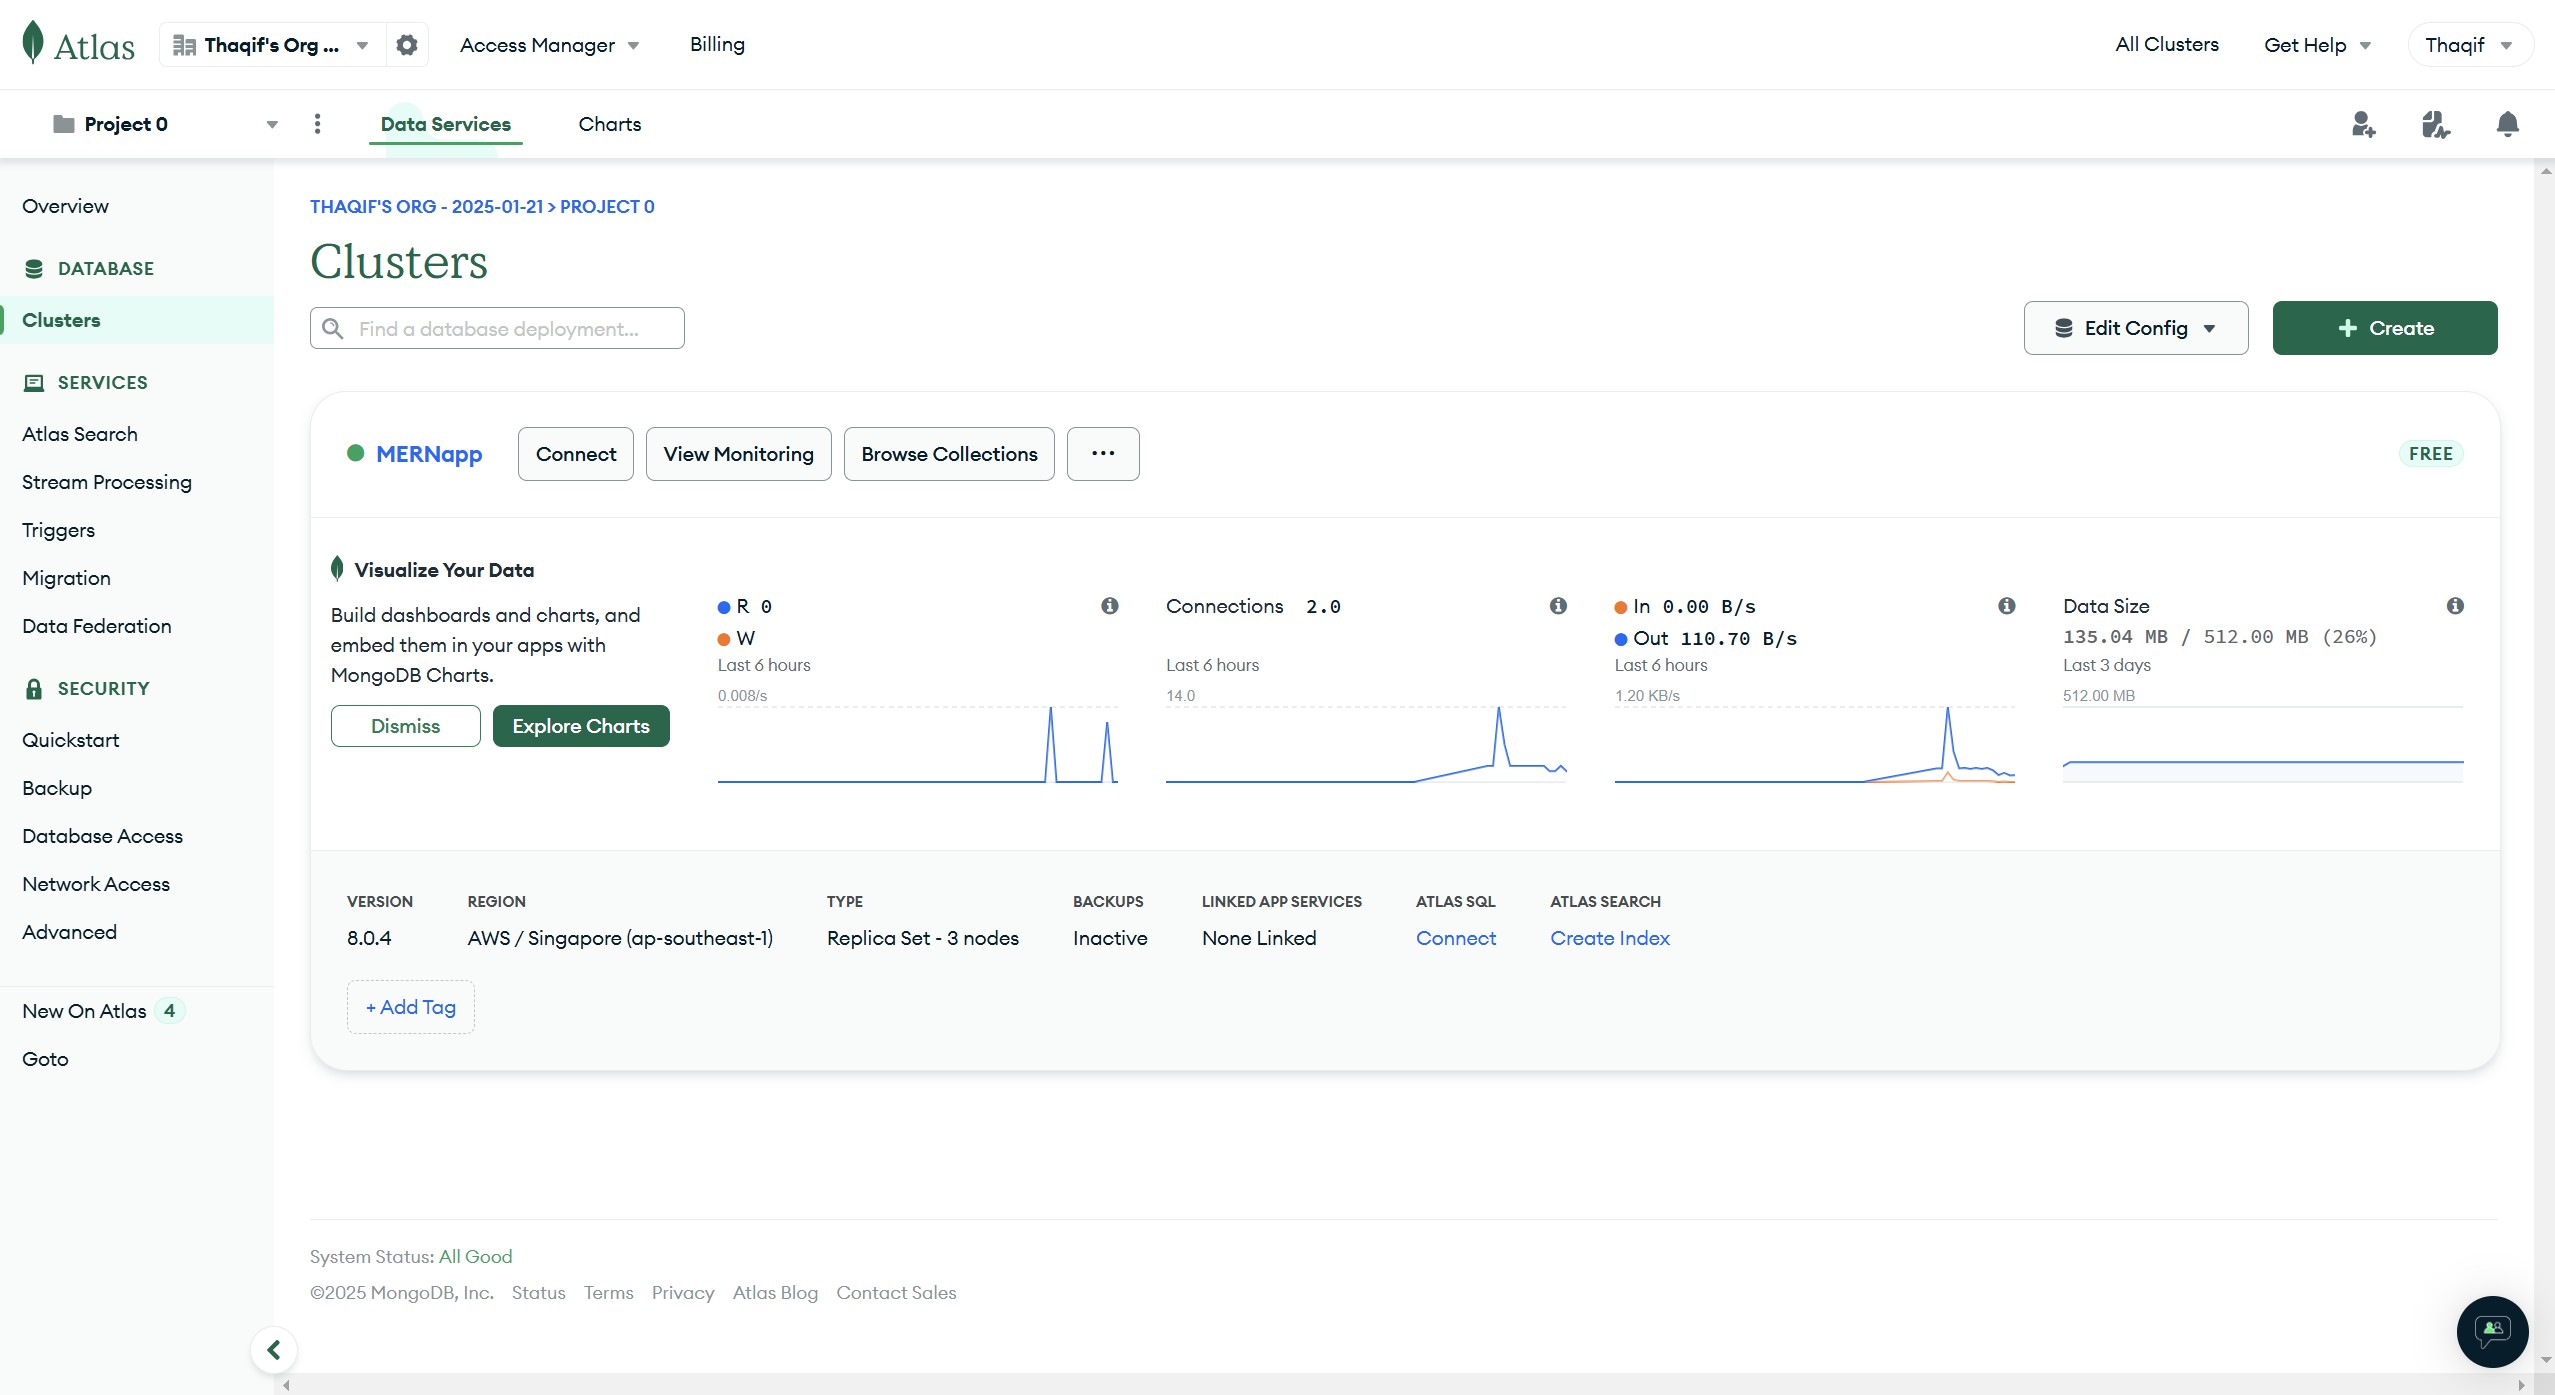 Atlas
Thaqif's Org ...
Access Manager
Billing
All Clusters
Get Help
Thaqif
Project 0
Data Services
Charts
Overview
DATABASE
Clusters
SERVICES
Atlas Search
Stream Processing
Triggers
Migration
Data Federation
SECURITY
Quickstart
Backup
Database Access
Network Access
Advanced
New On Atlas 4
Goto
THAQIF'S ORG - 2025-01-21 > PROJECT 0
Clusters
Find a database deployment...
Edit Config
+ Create
MERNapp
Connect
View Monitoring
Browse Collections
...
FREE
Visualize Your Data
Build dashboards and charts, and
embed them in your apps with
MongoDB Charts.
Dismiss
Explore Charts
R 0
W
Last 6 hours
0.008/s
Connections 2.0
Last 6 hours
14.0
In 0.00 B/s
Out 110.70 B/s
Last 6 hours
1.20 KB/s
Data Size
135.04 MB / 512.00 MB (26%)
Last 3 days
512.00 MB
VERSION
8.0.4
REGION
AWS / Singapore (ap-southeast-1)
TYPE
Replica Set - 3 nodes
BACKUPS
Inactive
LINKED APP SERVICES
None Linked
ATLAS SQL
Connect
ATLAS SEARCH
Create Index
+ Add Tag
System Status: All Good
©2025 MongoDB, Inc. Status Terms Privacy Atlas Blog Contact Sales